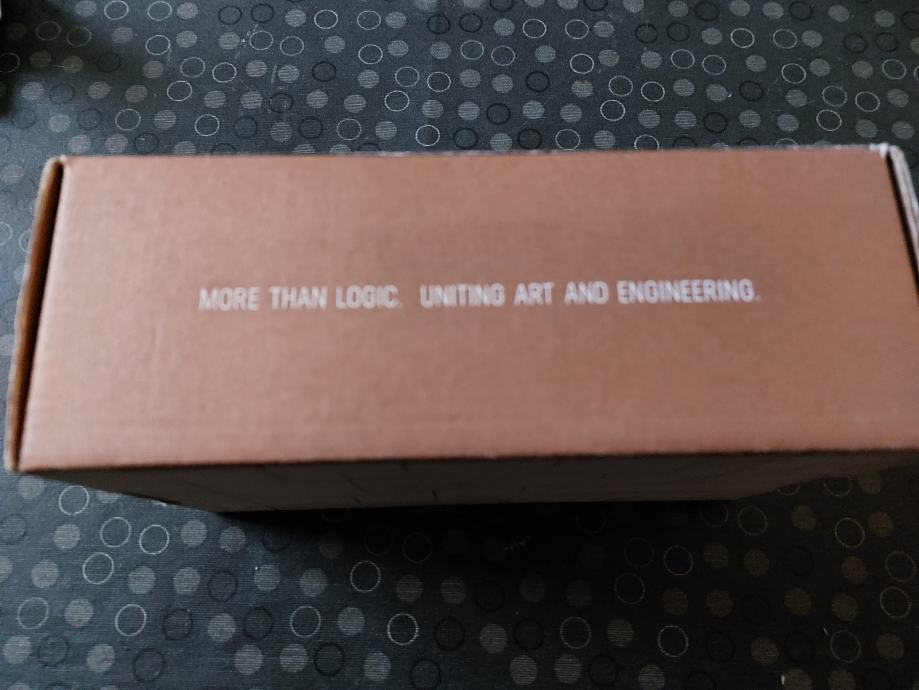 MORE THAN LOGIC. UNITING ART AND ENGINEERING.